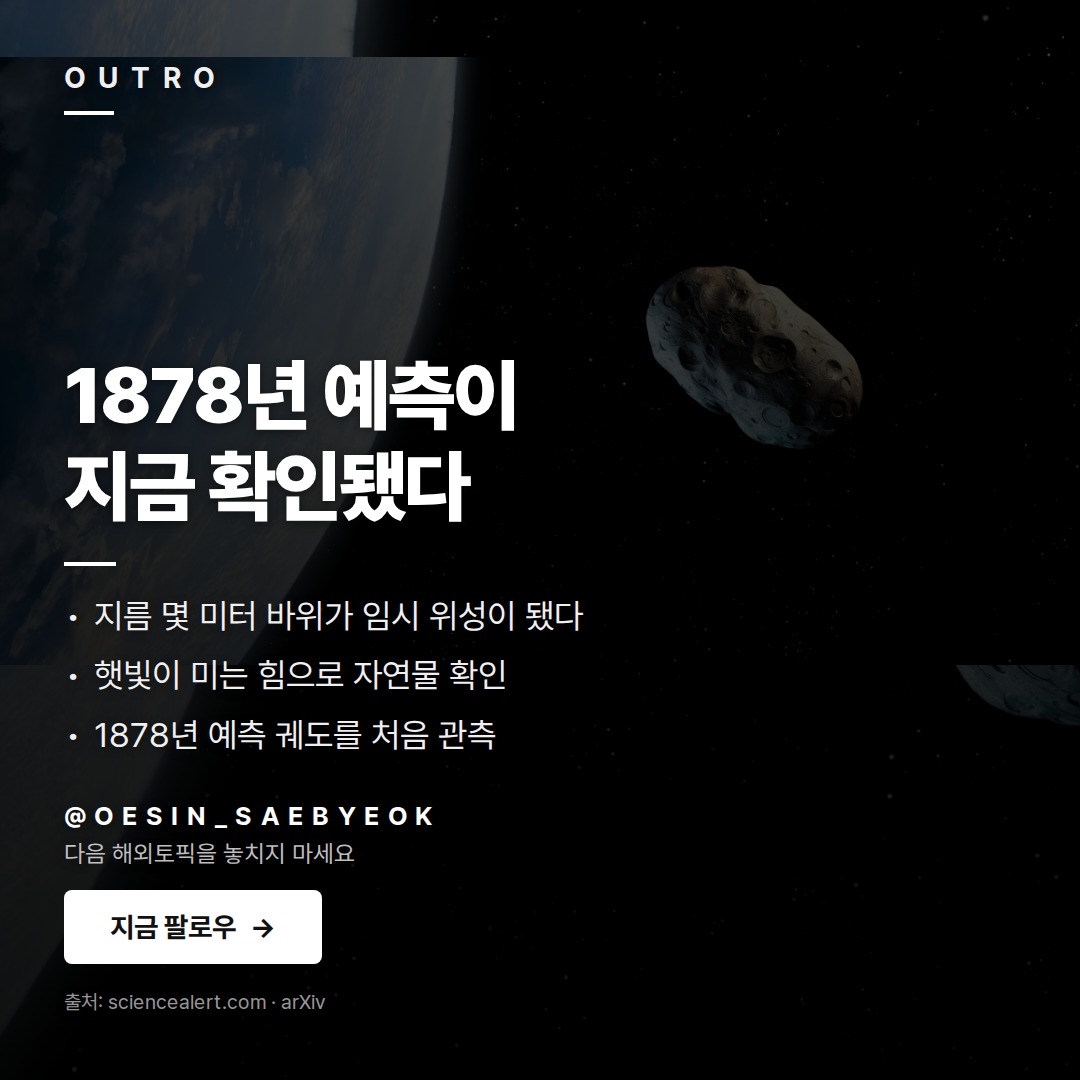 OUTRO
1878년 예측이
지금 확인됐다
• 지름 몇 미터 바위가 임시 위성이 됐다
• 햇빛이 미는 힘으로 자연물 확인
• 1878년 예측 궤도를 처음 관측
@OESIN_SAEBYEOK
다음 해외토픽을 놓치지 마세요
지금 팔로우 →
출처: sciencealert.com · arXiv